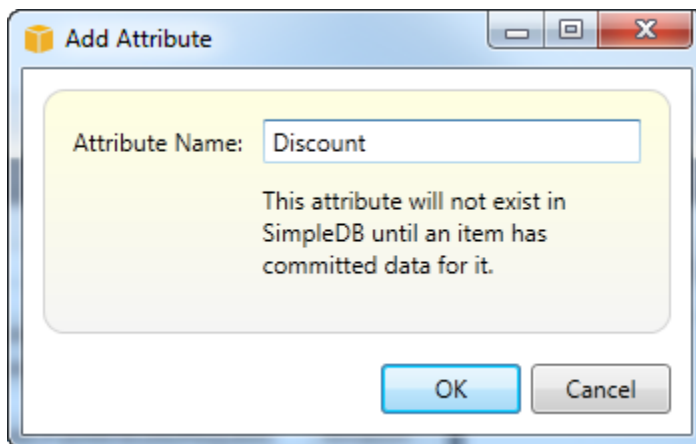 Add Attribute
Attribute Name: Discount
This attribute will not exist in
SimpleDB until an item has
committed data for it.
OK Cancel